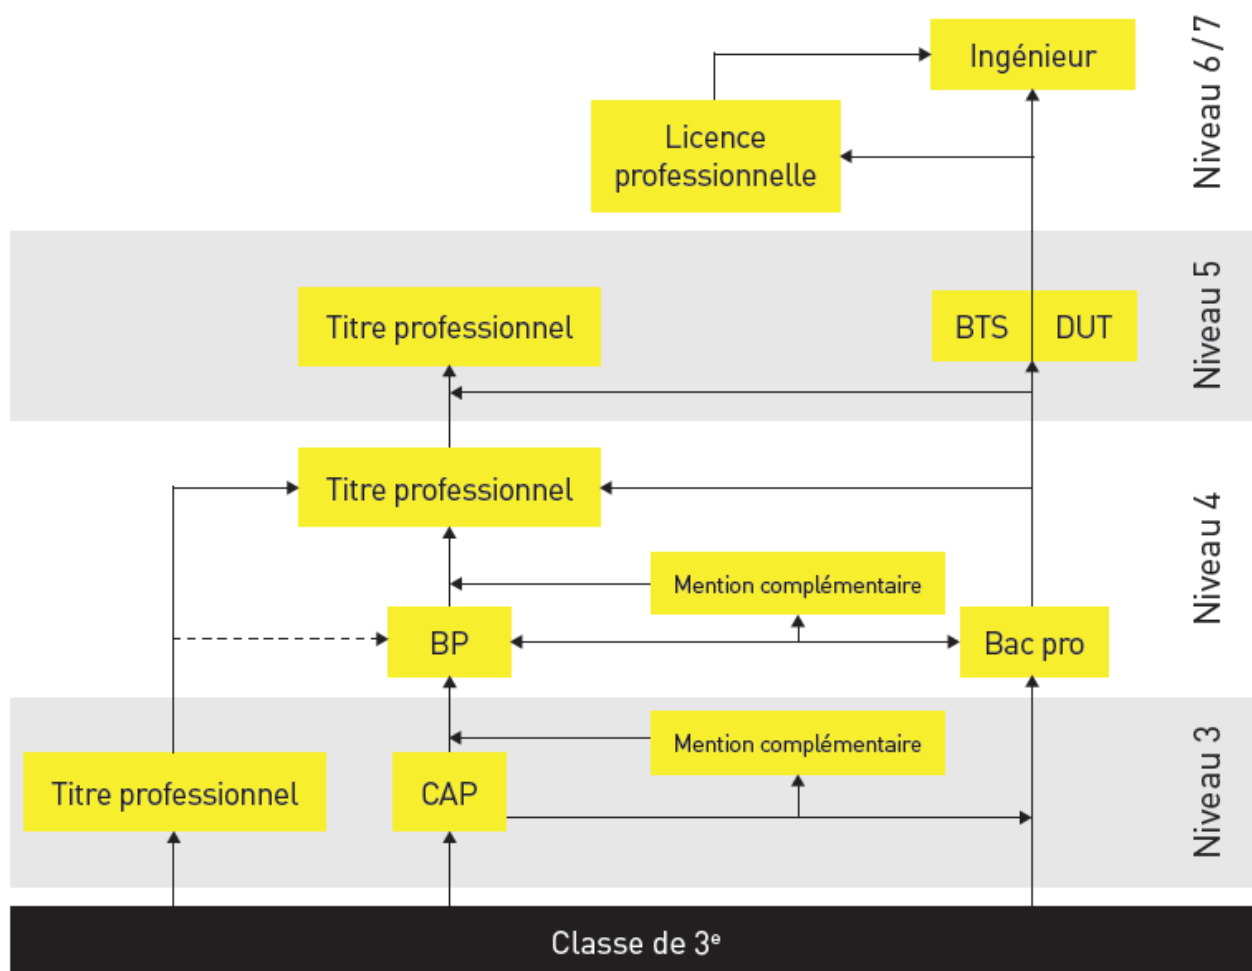 Ingénieur
Niveau 6/7
Licence
professionnelle
Titre professionnel
BTS
DUT
Niveau 5
Titre professionnel
Mention complémentaire
Niveau 4
BP
Bac pro
Mention complémentaire
Niveau 3
Titre professionnel
CAP
Classe de 3ᵉ